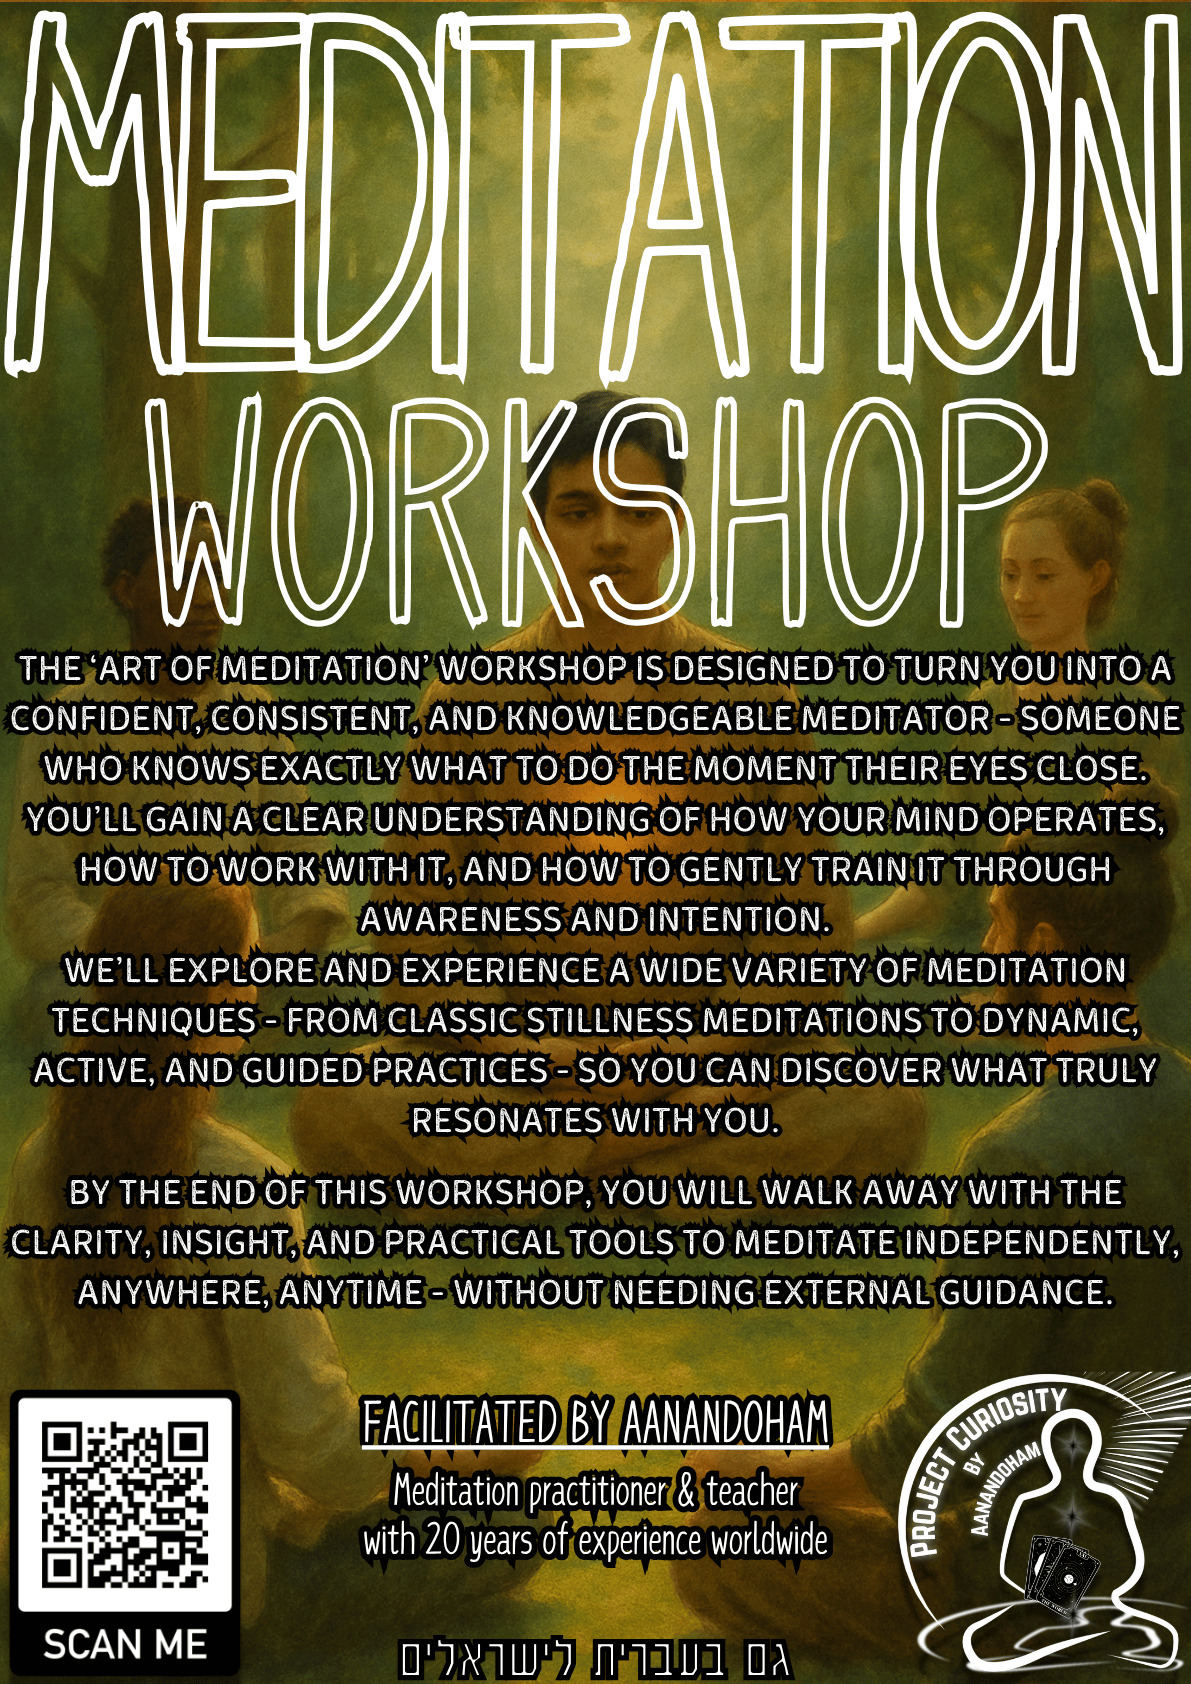 MEDITATION
WORKSHOP
THE ‘ART OF MEDITATION’ WORKSHOP IS DESIGNED TO TURN YOU INTO A
CONFIDENT, CONSISTENT, AND KNOWLEDGEABLE MEDITATOR - SOMEONE
WHO KNOWS EXACTLY WHAT TO DO THE MOMENT THEIR EYES CLOSE.
YOU’LL GAIN A CLEAR UNDERSTANDING OF HOW YOUR MIND OPERATES,
HOW TO WORK WITH IT, AND HOW TO GENTLY TRAIN IT THROUGH
AWARENESS AND INTENTION.
WE’LL EXPLORE AND EXPERIENCE A WIDE VARIETY OF MEDITATION
TECHNIQUES - FROM CLASSIC STILLNESS MEDITATIONS TO DYNAMIC,
ACTIVE, AND GUIDED PRACTICES - SO YOU CAN DISCOVER WHAT TRULY
RESONATES WITH YOU.
BY THE END OF THIS WORKSHOP, YOU WILL WALK AWAY WITH THE
CLARITY, INSIGHT, AND PRACTICAL TOOLS TO MEDITATE INDEPENDENTLY,
ANYWHERE, ANYTIME - WITHOUT NEEDING EXTERNAL GUIDANCE.
SCAN ME
FACILITATED BY AANANDOHAM
Meditation practitioner & teacher
with 20 years of experience worldwide
גם בעברית לישראלים
PROJECT CURIOSITY
BY
AANANDOHAM